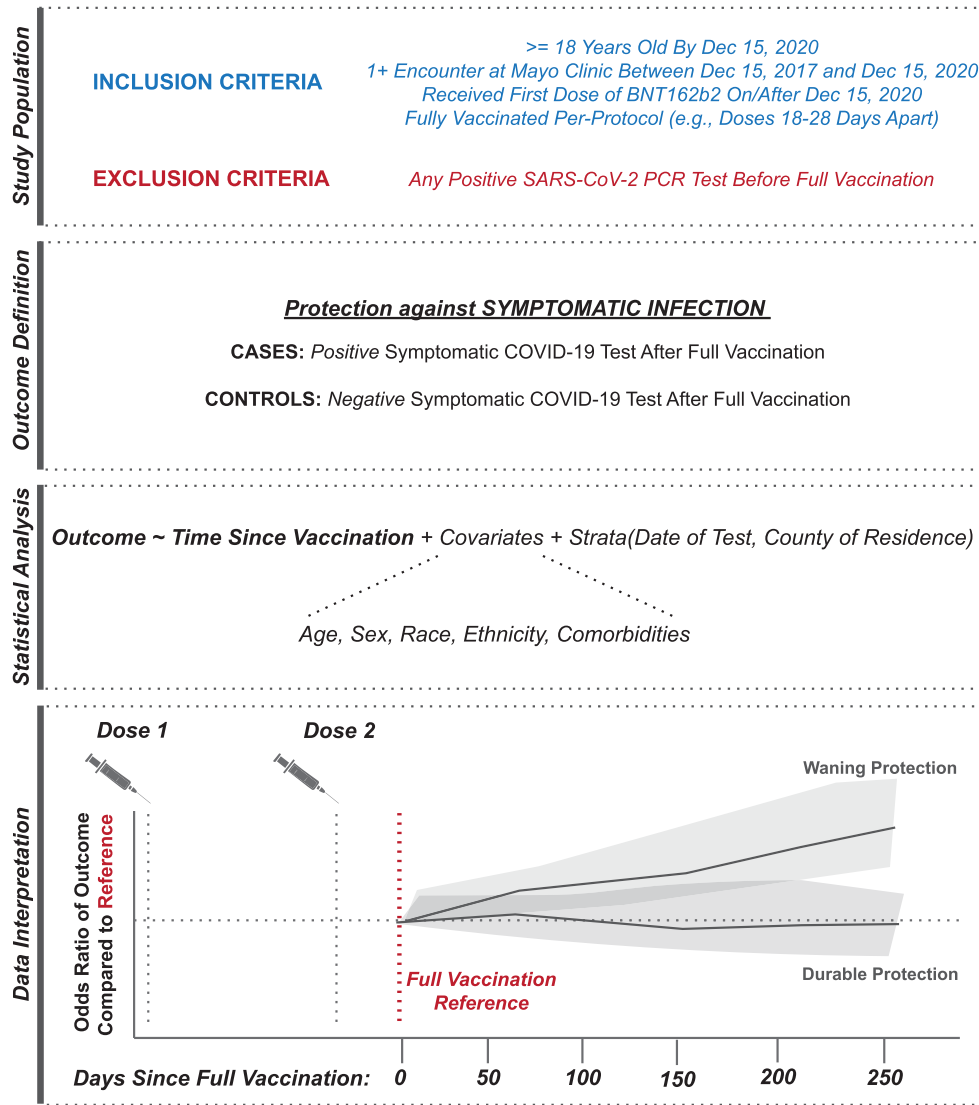 Study Population
INCLUSION CRITERIA
>= 18 Years Old By Dec 15, 2020
1+ Encounter at Mayo Clinic Between Dec 15, 2017 and Dec 15, 2020
Received First Dose of BNT162b2 On/After Dec 15, 2020
Fully Vaccinated Per-Protocol (e.g., Doses 18-28 Days Apart)
EXCLUSION CRITERIA
Any Positive SARS-CoV-2 PCR Test Before Full Vaccination
Outcome Definition
Protection against SYMPTOMATIC INFECTION
CASES: Positive Symptomatic COVID-19 Test After Full Vaccination
CONTROLS: Negative Symptomatic COVID-19 Test After Full Vaccination
Statistical Analysis
Outcome ~ Time Since Vaccination + Covariates + Strata(Date of Test, County of Residence)
Age, Sex, Race, Ethnicity, Comorbidities
Data Interpretation
Dose 1
Dose 2
Waning Protection
Odds Ratio of Outcome
Compared to Reference
Full Vaccination
Reference
Durable Protection
Days Since Full Vaccination: 0 50 100 150 200 250